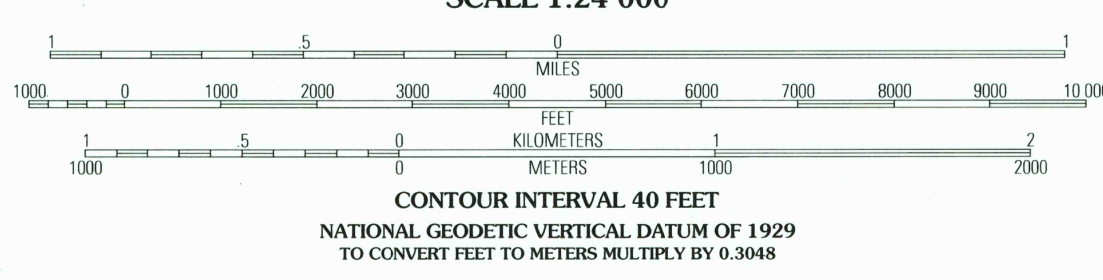 SCALE 1:24 000
1 .5 0 1
MILES
1000 0 1000 2000 3000 4000 5000 6000 7000 8000 9000 10 000
FEET
1 .5 0 KILOMETERS 1 2
1000 0 METERS 1000 2000
CONTOUR INTERVAL 40 FEET
NATIONAL GEODETIC VERTICAL DATUM OF 1929
TO CONVERT FEET TO METERS MULTIPLY BY 0.3048